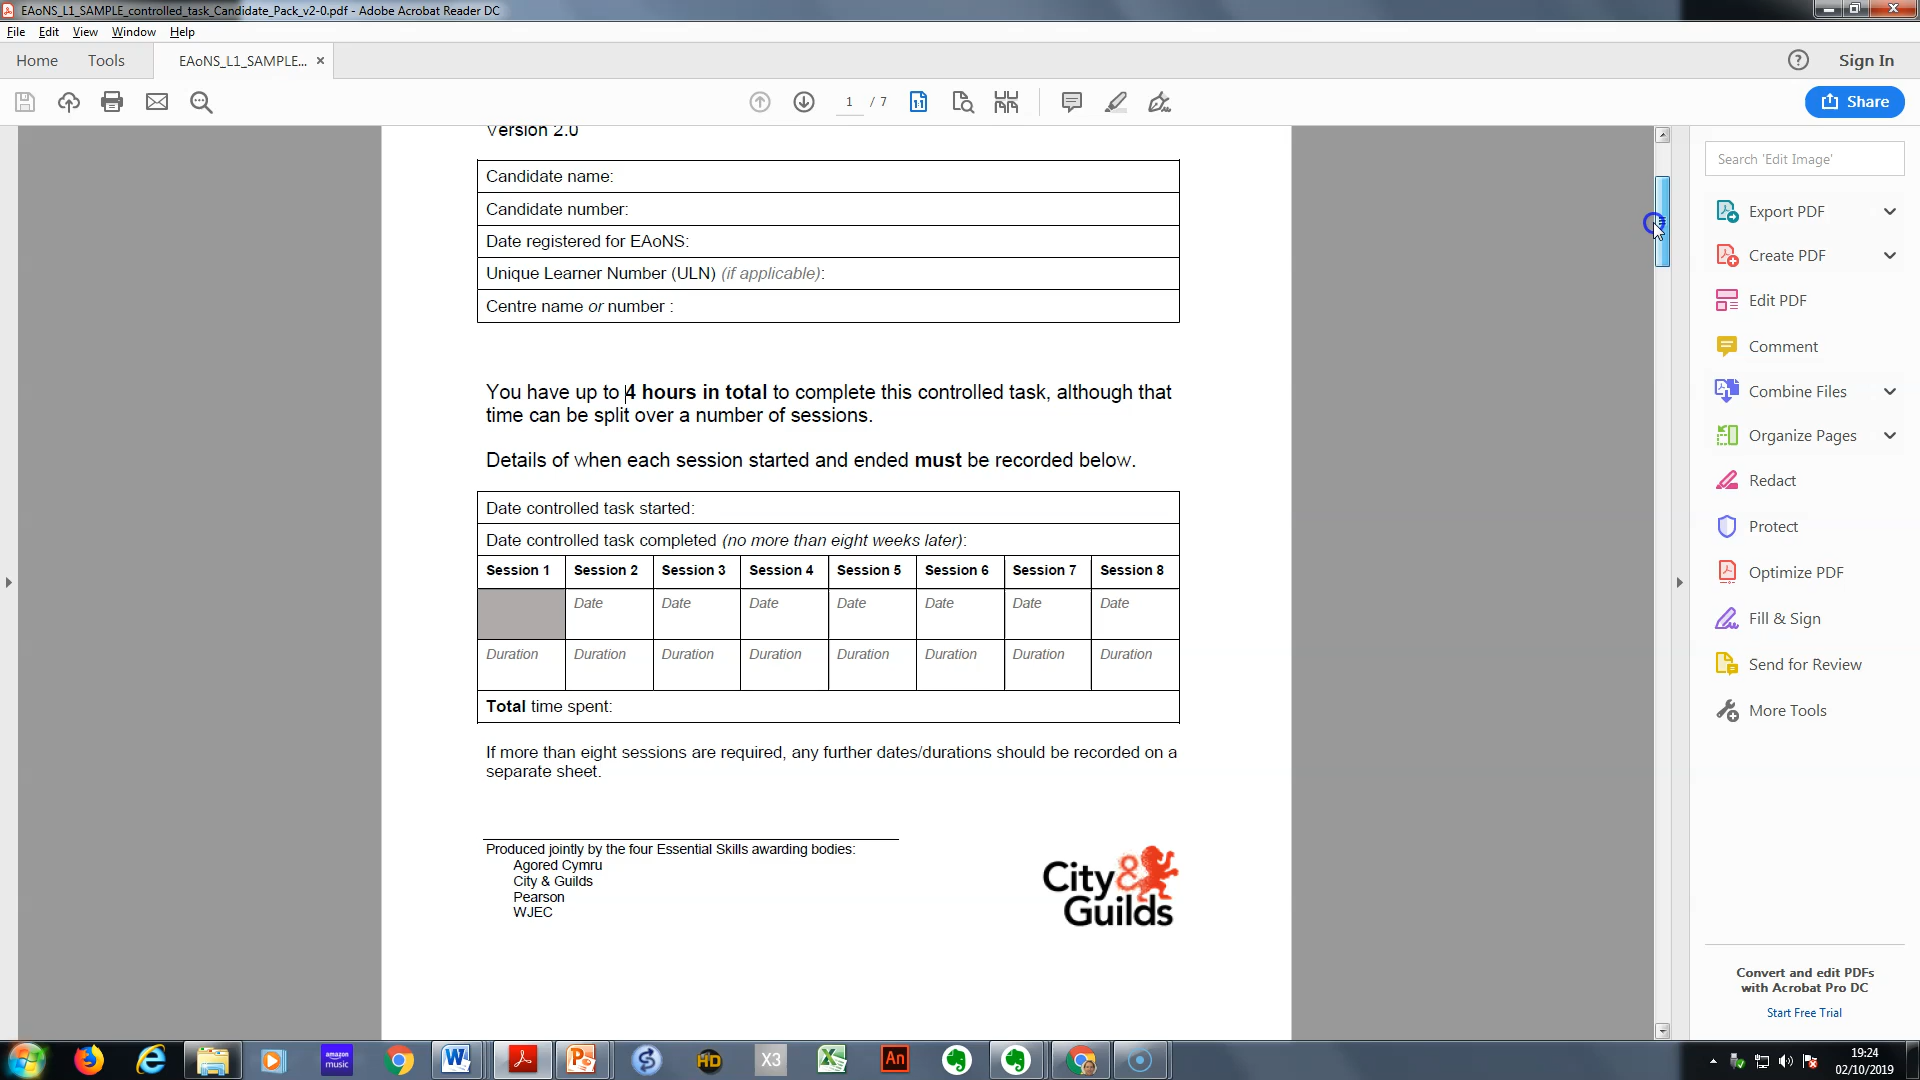 EAoNS_L1_SAMPLE_controlled_task_Candidate_Pack_v2-0.pdf - Adobe Acrobat Reader DC
File Edit View Window Help
Home Tools EAoNS_L1_SAMPLE... × Sign In
1 / 7 Share
Version 2.0
Candidate name:
Candidate number:
Date registered for EAoNS:
Unique Learner Number (ULN) (if applicable):
Centre name or number :
You have up to 4 hours in total to complete this controlled task, although that
time can be split over a number of sessions.
Details of when each session started and ended must be recorded below.
Date controlled task started:
Date controlled task completed (no more than eight weeks later):
Session 1 Session 2 Session 3 Session 4 Session 5 Session 6 Session 7 Session 8
Date Date Date Date Date Date Date
Duration Duration Duration Duration Duration Duration Duration Duration
Total time spent:
If more than eight sessions are required, any further dates/durations should be recorded on a
separate sheet.
Produced jointly by the four Essential Skills awarding bodies:
Agored Cymru
City & Guilds
Pearson
WJEC
City &
Guilds
Search 'Edit Image'
Export PDF
Create PDF
Edit PDF
Comment
Combine Files
Organize Pages
Redact
Protect
Optimize PDF
Fill & Sign
Send for Review
More Tools
Convert and edit PDFs
with Acrobat Pro DC
Start Free Trial
amazon
music
HD
X3
An
19:24
02/10/2019